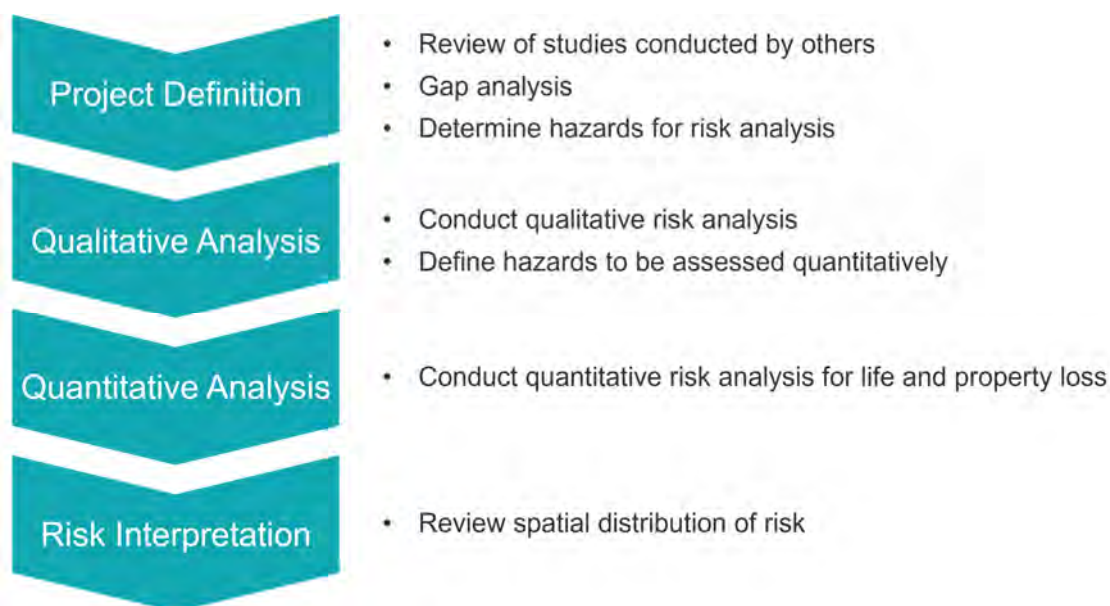 Project Definition
• Review of studies conducted by others
• Gap analysis
• Determine hazards for risk analysis
Qualitative Analysis
• Conduct qualitative risk analysis
• Define hazards to be assessed quantitatively
Quantitative Analysis
• Conduct quantitative risk analysis for life and property loss
Risk Interpretation
• Review spatial distribution of risk